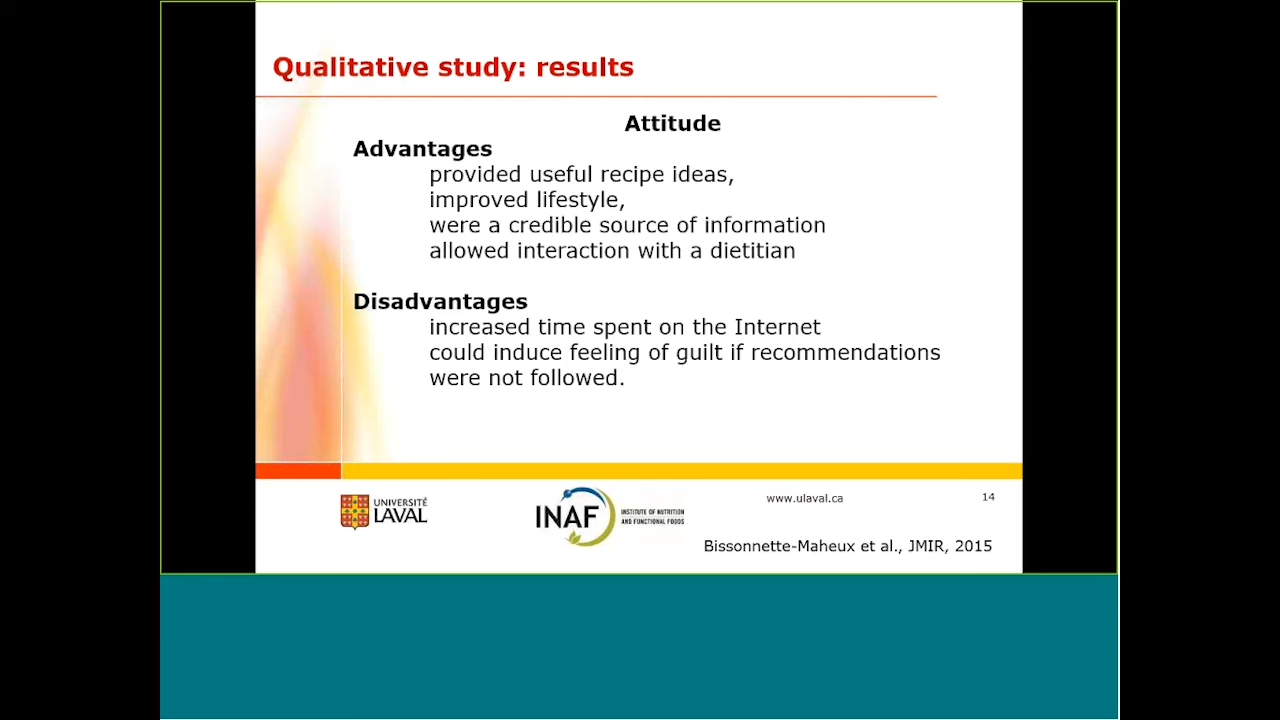 Qualitative study: results
Attitude
Advantages
provided useful recipe ideas,
improved lifestyle,
were a credible source of information
allowed interaction with a dietitian
Disadvantages
increased time spent on the Internet
could induce feeling of guilt if recommendations
were not followed.
UNIVERSITÉ
LAVAL
INAF
INSTITUTE OF NUTRITION
AND FUNCTIONAL FOODS
www.ulaval.ca
14
Bissonnette-Maheux et al., JMIR, 2015